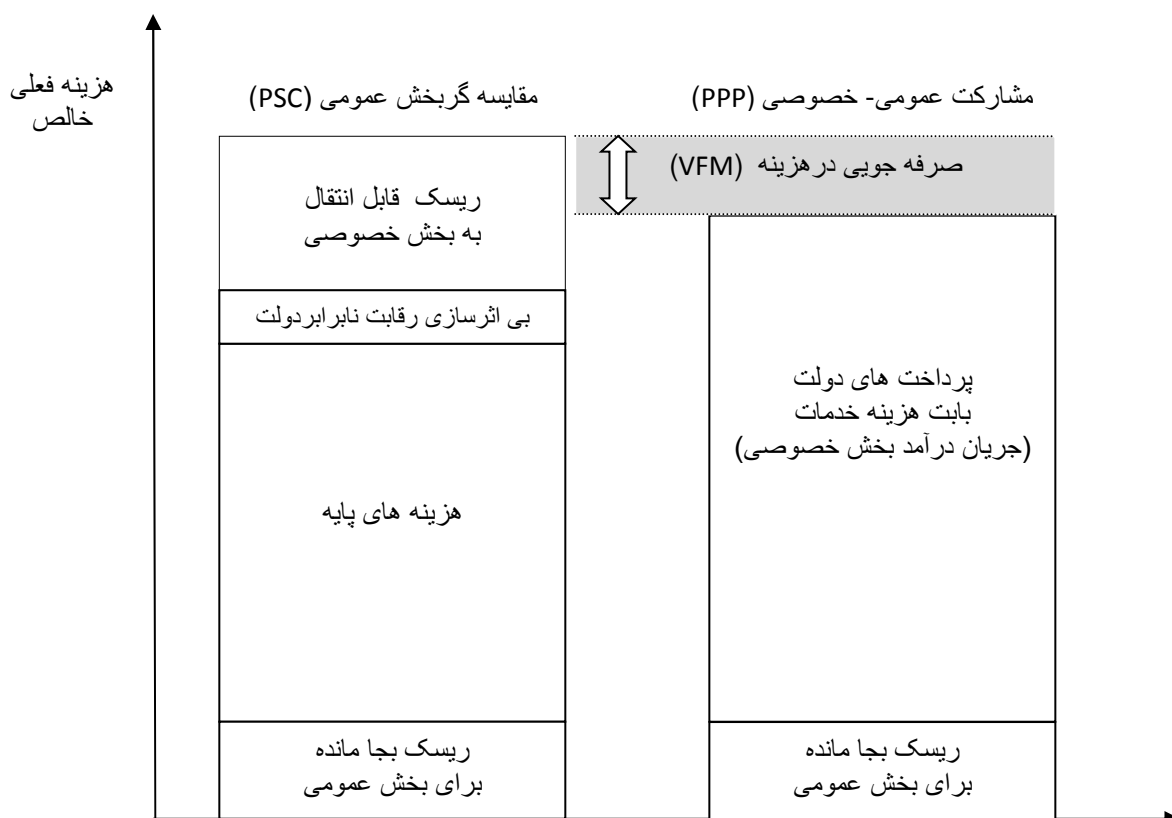 هزینه فعلی
خالص
مقایسه گربخش عمومی (PSC)
مشارکت عمومی- خصوصی (PPP)
صرفه جویی درهزینه (VFM)
ریسک قابل انتقال
به بخش خصوصی
بی اثرسازی رقابت نابرابردولت
هزینه های پایه
پرداخت های دولت
بابت هزینه خدمات
(جریان درآمد بخش خصوصی)
ریسک بجا مانده
برای بخش عمومی
ریسک بجا مانده
برای بخش عمومی